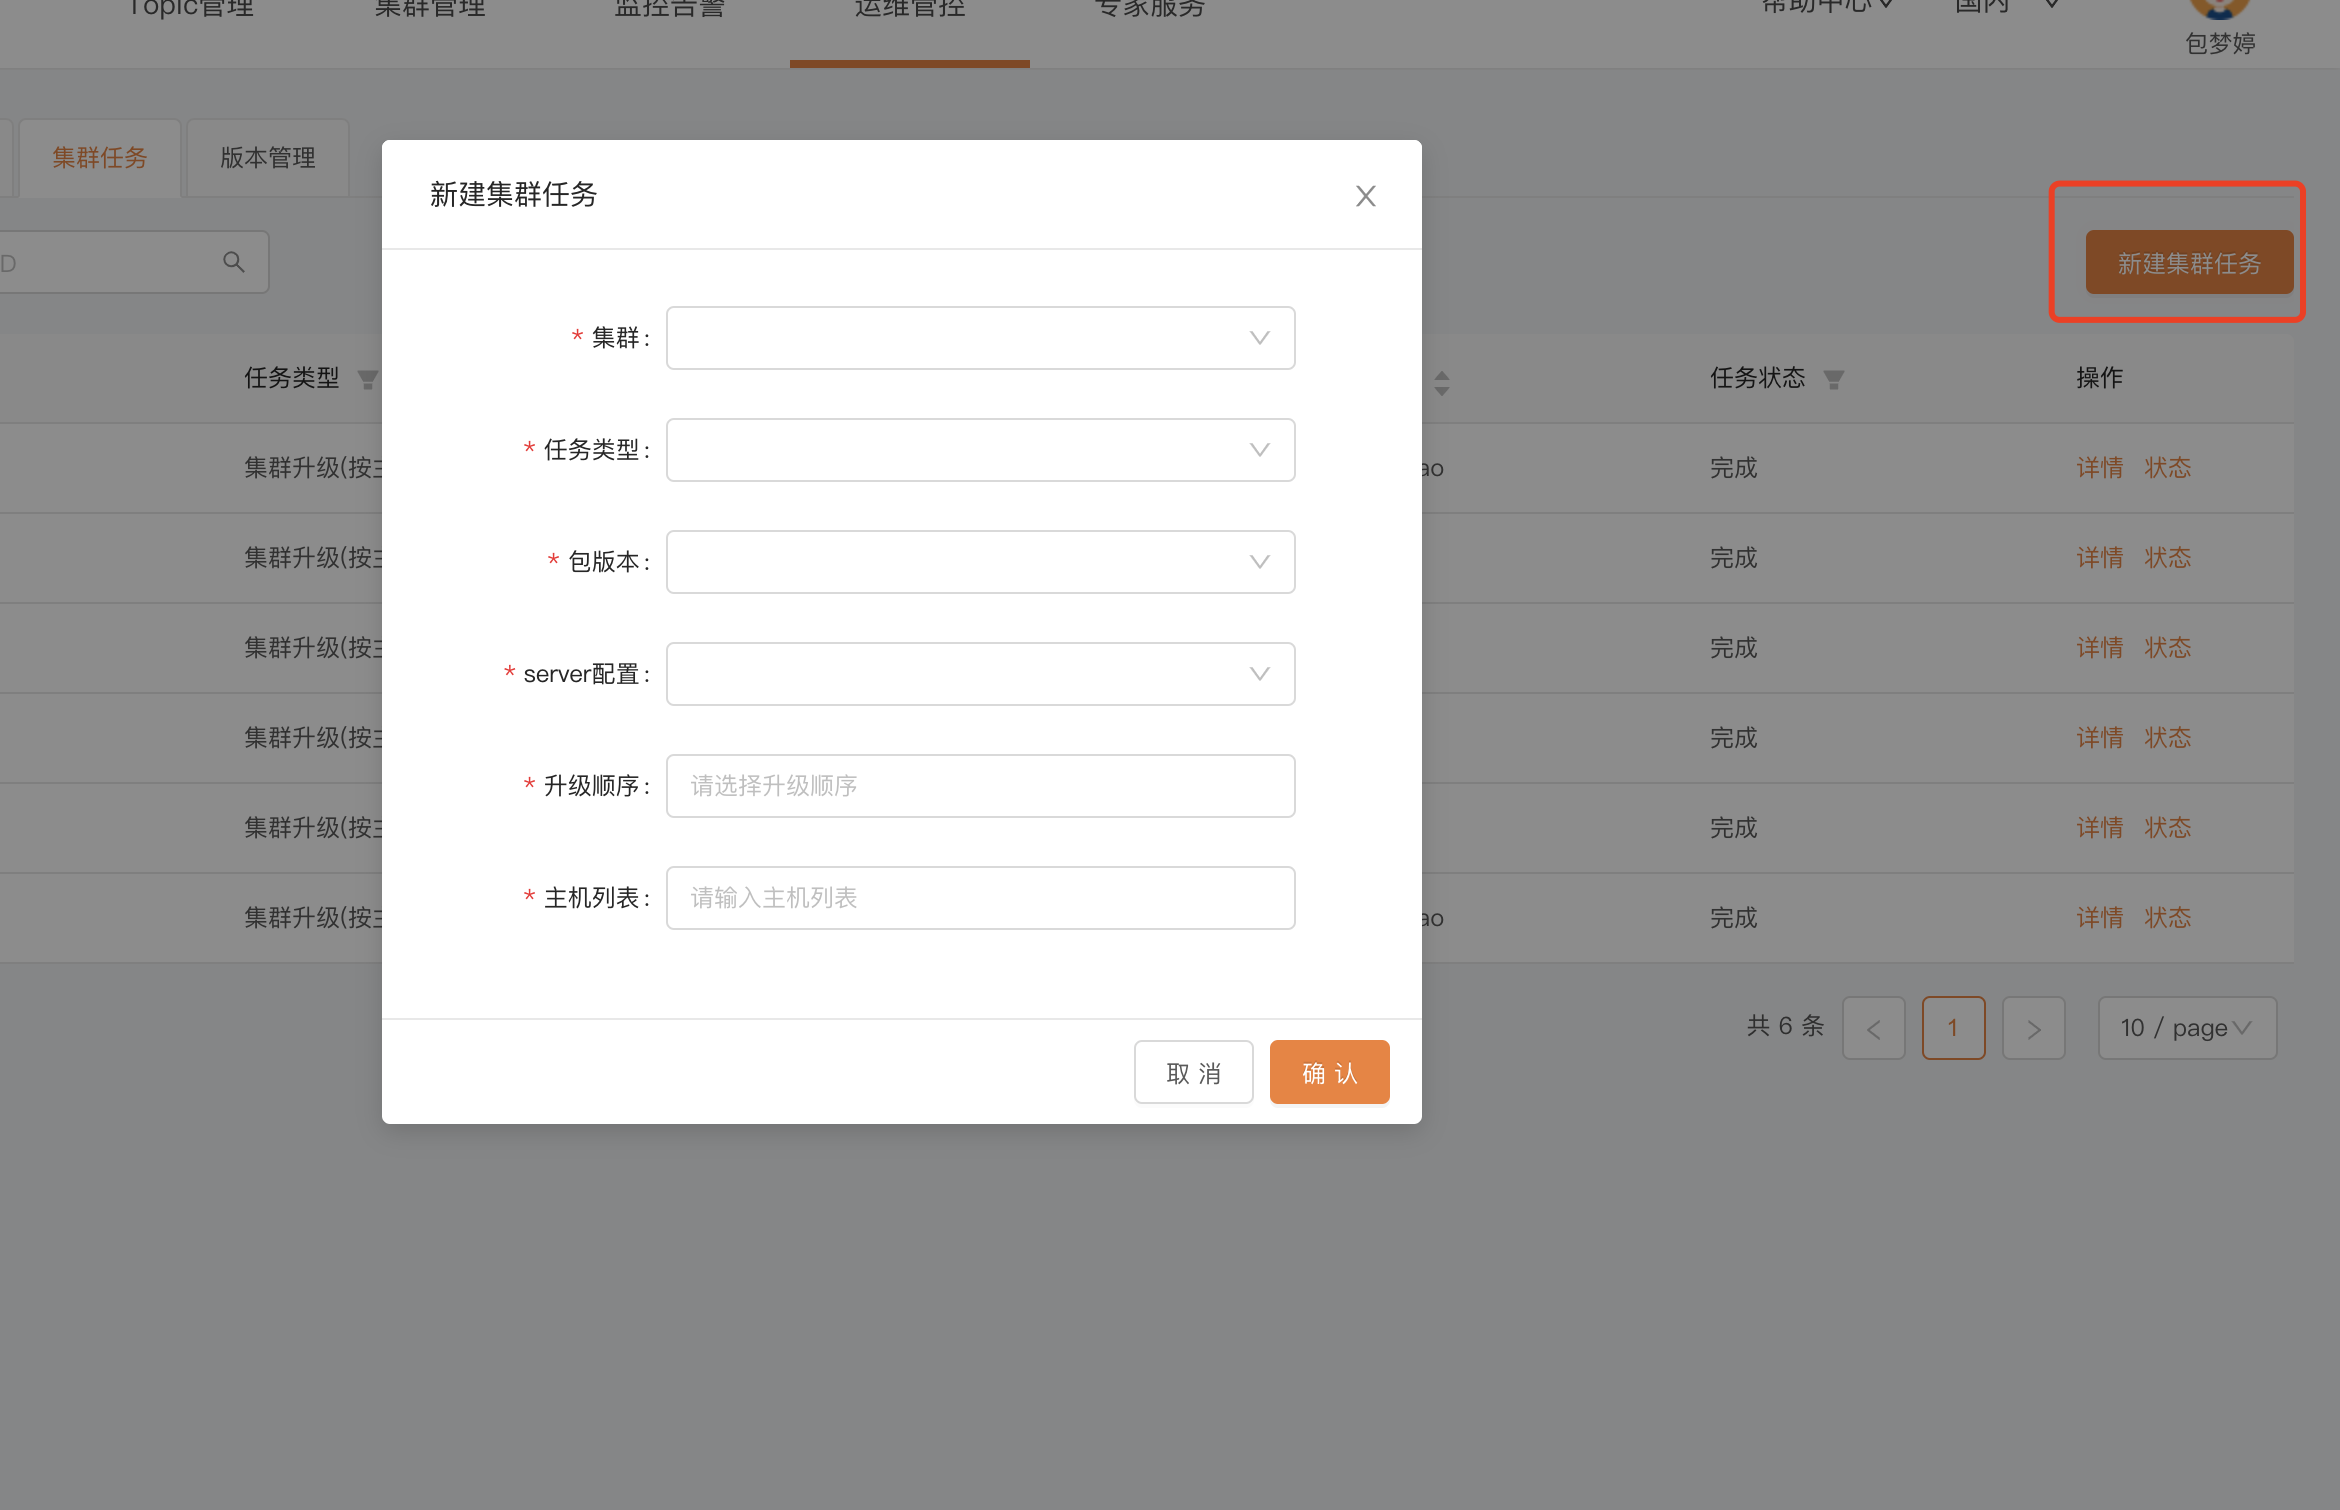 Topic管理 集群管理 监控告警 运维管控 专家服务 帮助中心 国内
包梦婷
集群任务 版本管理
新建集群任务
D
新建集群任务
* 集群:
任务类型 任务状态 操作
* 任务类型:
集群升级(按 ao 完成 详情 状态
集群升级(按 完成 详情 状态
* 包版本:
集群升级(按 完成 详情 状态
* server配置:
集群升级(按 完成 详情 状态
* 升级顺序: 请选择升级顺序
集群升级(按 完成 详情 状态
* 主机列表: 请输入主机列表
集群升级(按 ao 完成 详情 状态
共 6 条 < 1 > 10 / page
取 消 确 认